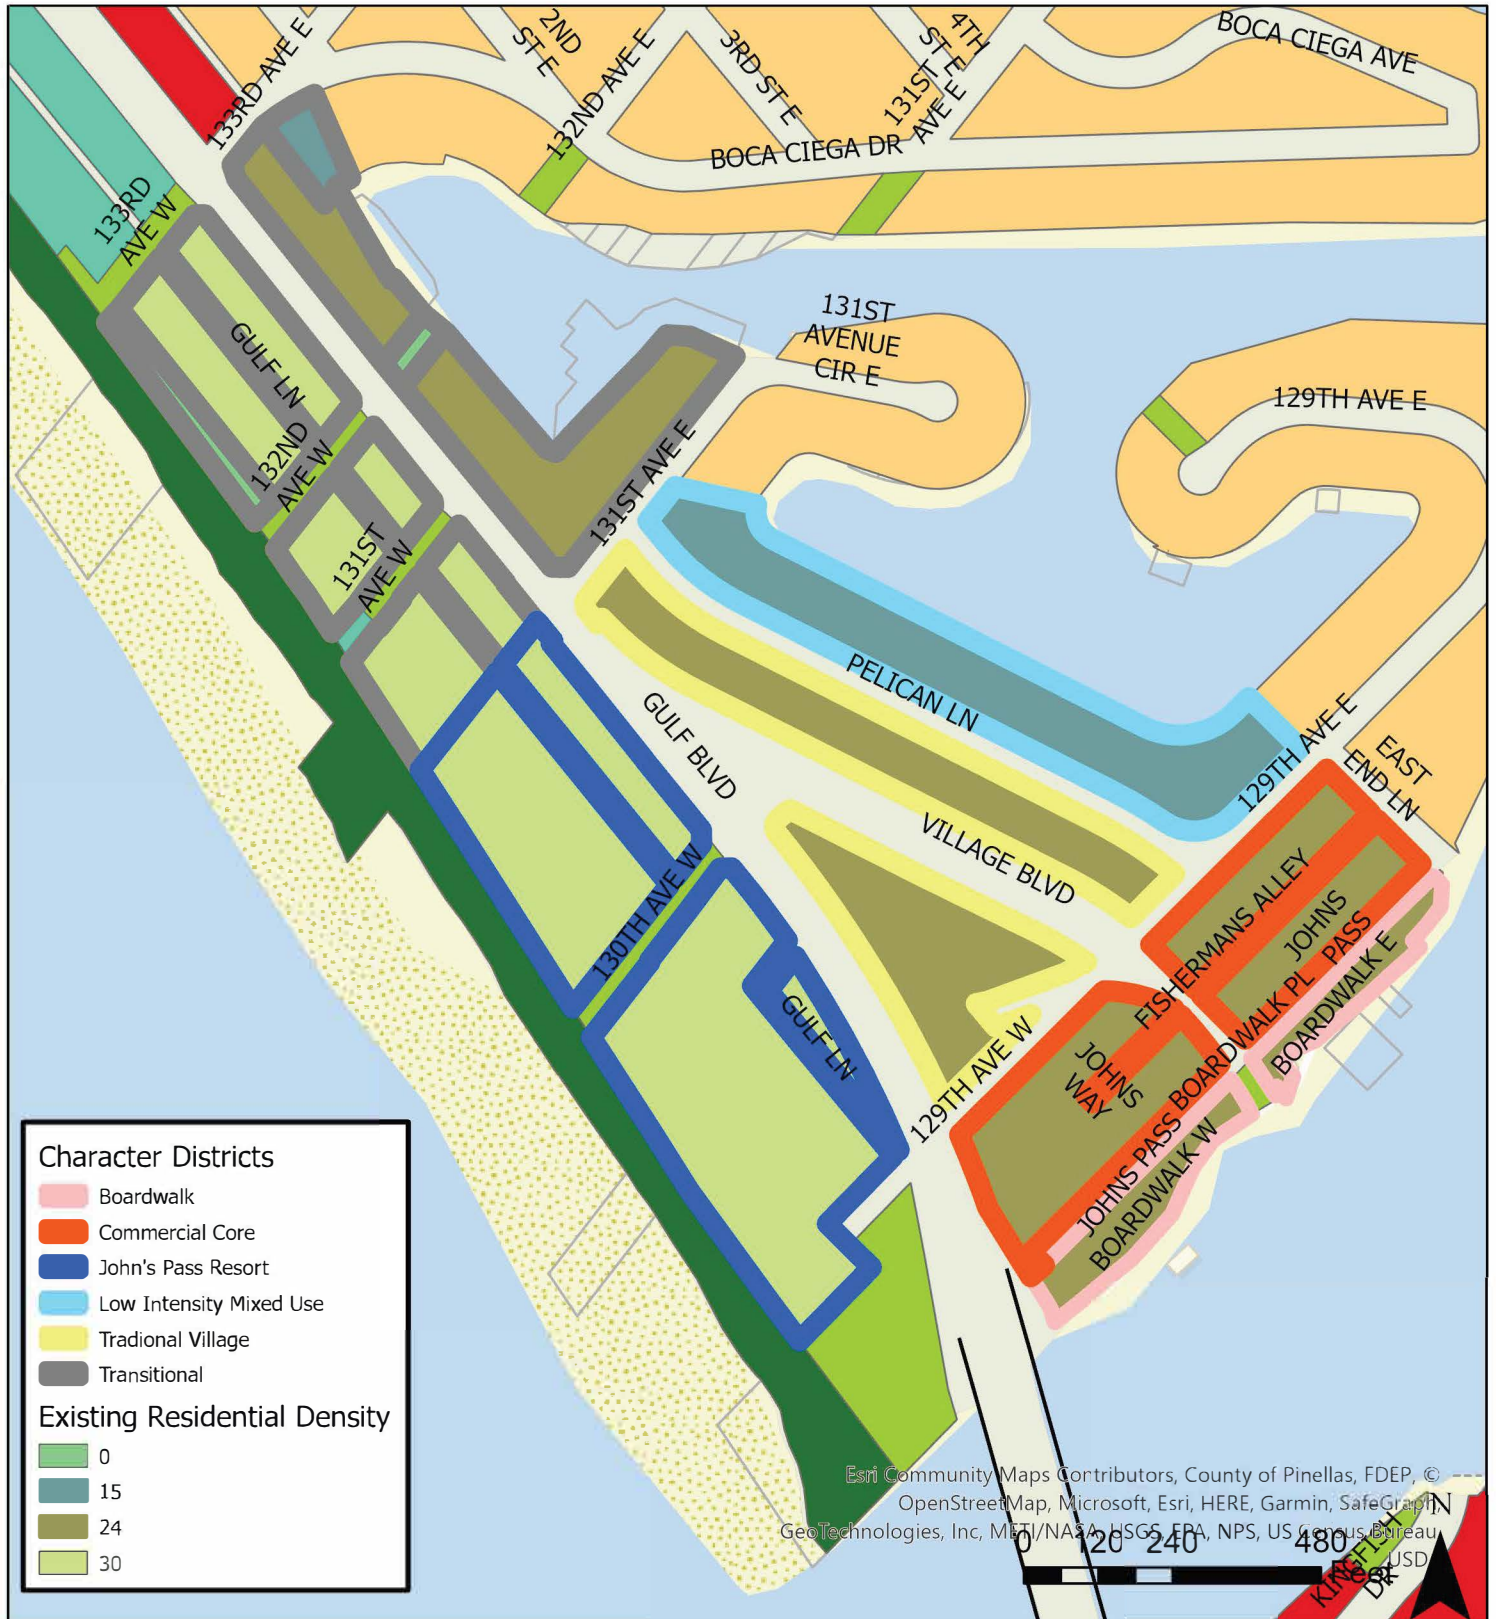 133RD AVE E
2ND
ST E
132ND AVE E
3RD ST E
4TH
ST E
131ST
AVE E
BOCA CIEGA AVE
BOCA CIEGA DR
133RD
AVE W
131ST
AVENUE
CIR E
129TH AVE E
GULF LN
132ND
AVE W
131ST AVE E
131ST
AVE W
PELICAN LN
GULF BLVD
129TH AVE E
EAST
END LN
VILLAGE BLVD
130TH AVE W
FISHERMANS ALLEY
JOHNS
PASS
BOARDWALK PL
BOARDWALK E
GULF LN
129TH AVE W
JOHNS
WAY
JOHNS PASS
BOARDWALK W
Character Districts
Boardwalk
Commercial Core
John's Pass Resort
Low Intensity Mixed Use
Tradional Village
Transitional
Existing Residential Density
0
15
24
30
Esri Community Maps Contributors, County of Pinellas, FDEP, ©
OpenStreetMap, Microsoft, Esri, HERE, Garmin, SafeGraph,
GeoTechnologies, Inc, METI/NASA, USGS, EPA, NPS, US Census Bureau,
USD
N
0 120 240 480
Feet
KINGFISH
DR